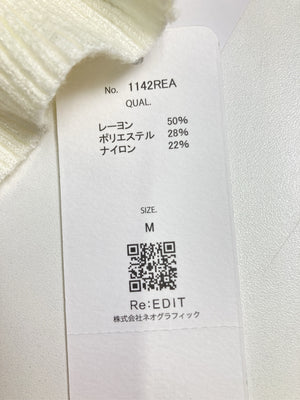 No. 1142REA
QUAL.
レーヨン 50%
ポリエステル 28%
ナイロン 22%
SIZE.
M
Re:EDIT
株式会社ネオグラフィック